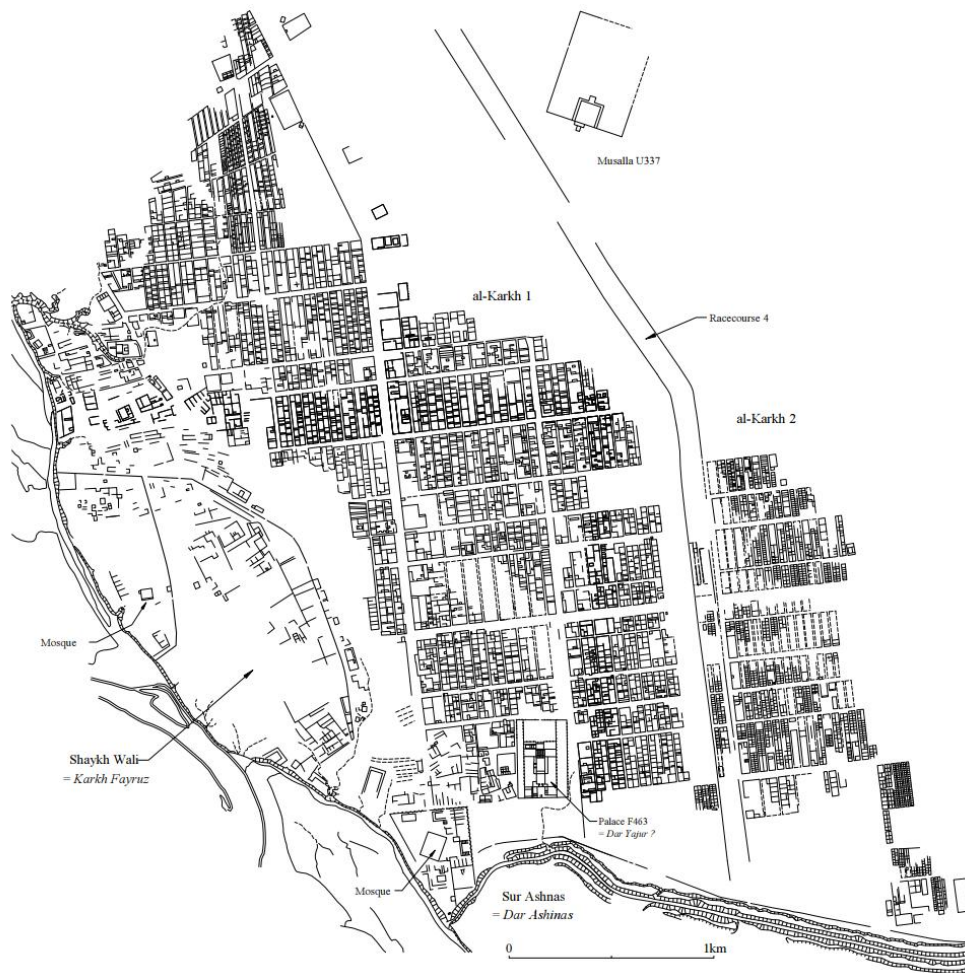 Musalla U337
al-Karkh 1
Racecourse 4
al-Karkh 2
Mosque
Shaykh Wali
= Karkh Fayruz
Palace F463
= Dar Yajur ?
Mosque
Sur Ashnas
= Dar Ashinas
0 1km